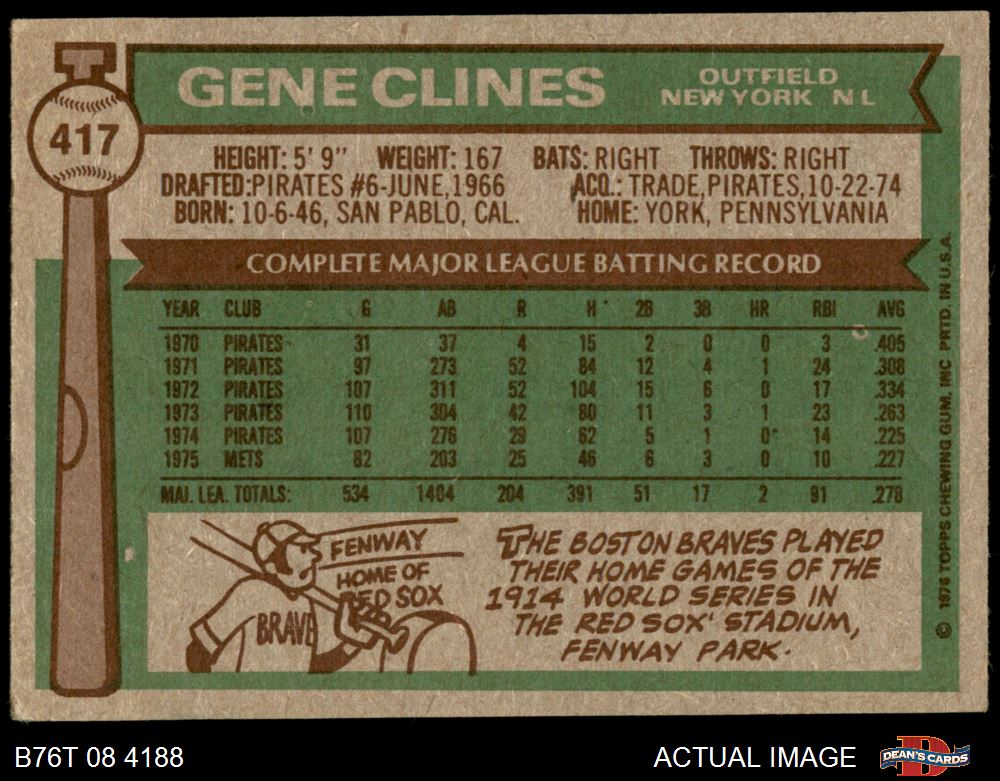 417
GENE CLINES
OUTFIELD
NEW YORK N L
HEIGHT: 5' 9" WEIGHT: 167 BATS: RIGHT THROWS: RIGHT
DRAFTED: PIRATES #6-JUNE, 1966 ACQ.: TRADE, PIRATES, 10-22-74
BORN: 10-6-46, SAN PABLO, CAL. HOME: YORK, PENNSYLVANIA
COMPLETE MAJOR LEAGUE BATTING RECORD
YEAR CLUB G AB R H 2B 3B HR RBI AVG
1970 PIRATES 31 37 4 15 2 0 0 3 .405
1971 PIRATES 97 273 52 84 12 4 1 24 .308
1972 PIRATES 107 311 52 104 15 6 0 17 .334
1973 PIRATES 110 304 42 80 11 3 1 23 .263
1974 PIRATES 107 276 29 62 5 1 0 14 .225
1975 METS 82 203 25 46 6 3 0 10 .227
MAJ. LEA. TOTALS: 534 1404 204 391 51 17 2 91 .278
FENWAY
HOME OF
RED SOX
BRAVE
THE BOSTON BRAVES PLAYED
THEIR HOME GAMES OF THE
1914 WORLD SERIES IN
THE RED SOX' STADIUM,
FENWAY PARK.
© 1976 TOPPS CHEWING GUM, INC PRTD. IN U.S.A.
B76T 08 4188
ACTUAL IMAGE
DEAN'S CARDS